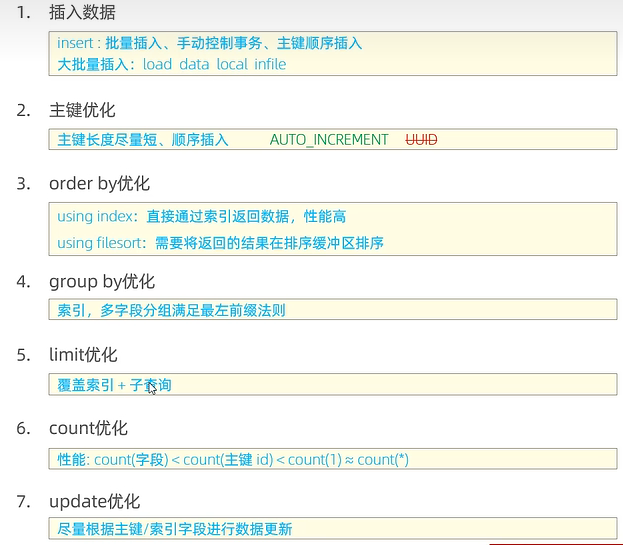 1. 插入数据
insert : 批量插入、手动控制事务、主键顺序插入
大批量插入：load data local infile
2. 主键优化
主键长度尽量短、顺序插入 AUTO_INCREMENT UUID
3. order by优化
using index：直接通过索引返回数据，性能高
using filesort：需要将返回的结果在排序缓冲区排序
4. group by优化
索引，多字段分组满足最左前缀法则
5. limit优化
覆盖索引 + 子查询
6. count优化
性能: count(字段) < count(主键 id) < count(1) ≈ count(*)
7. update优化
尽量根据主键/索引字段进行数据更新